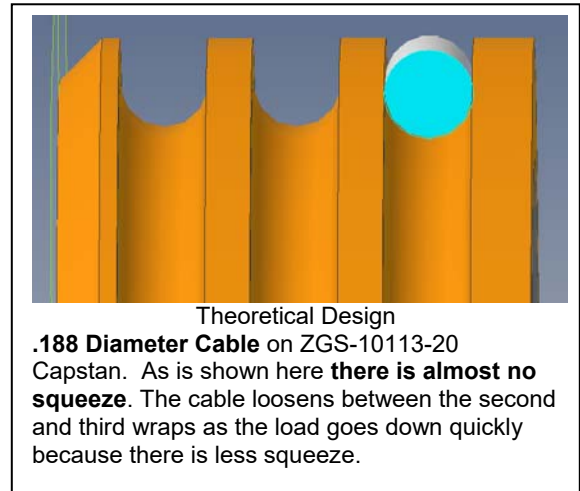 Theoretical Design
.188 Diameter Cable on ZGS-10113-20
Capstan.  As is shown here there is almost no
squeeze. The cable loosens between the second
and third wraps as the load goes down quickly
because there is less squeeze.